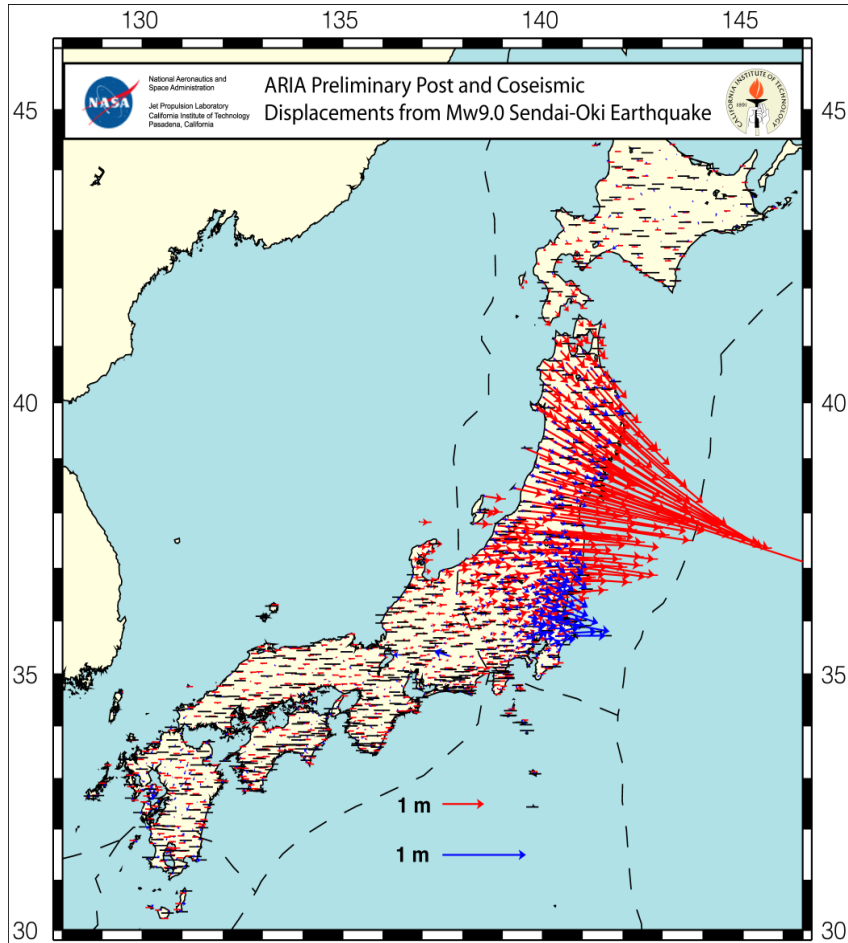 130 135 140 145
NASA
National Aeronautics and
Space Administration
Jet Propulsion Laboratory
California Institute of Technology
Pasadena, California
ARIA Preliminary Post and Coseismic
Displacements from Mw9.0 Sendai-Oki Earthquake
CALIFORNIA INSTITUTE OF TECHNOLOGY
1891
45 45
40 40
35 35
1 m
1 m
30 30